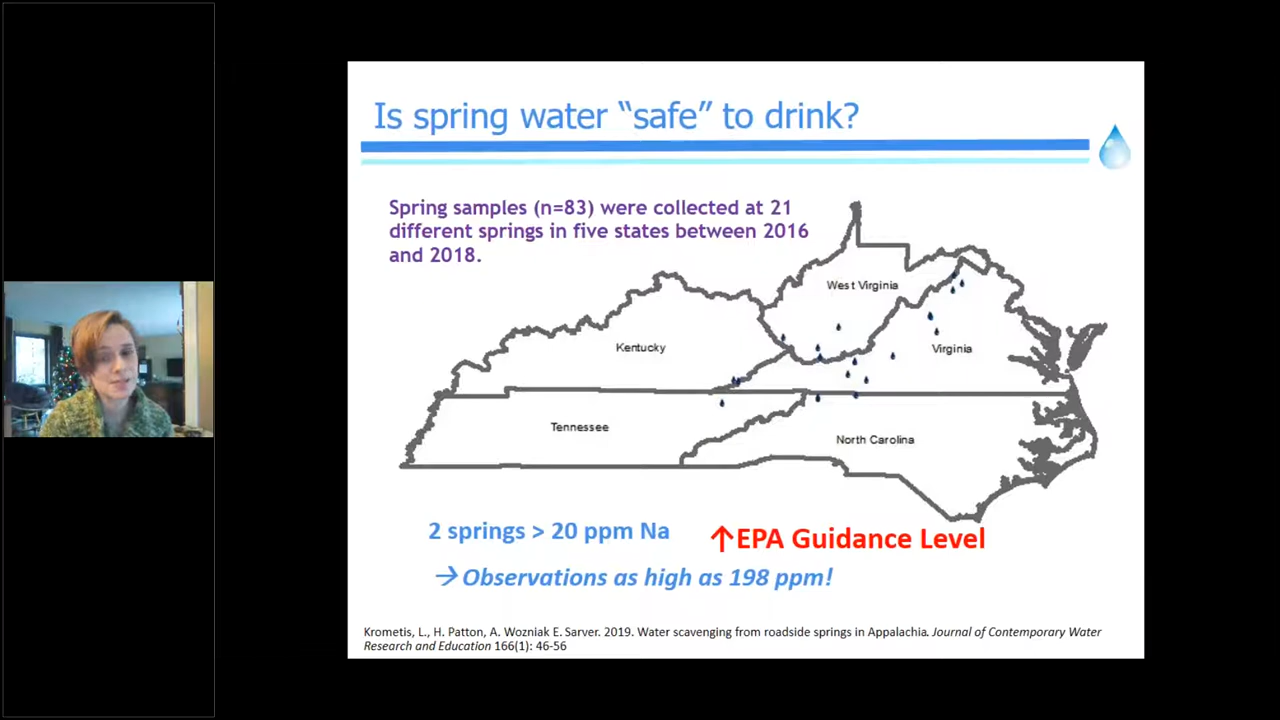 Is spring water “safe” to drink?
Spring samples (n=83) were collected at 21
different springs in five states between 2016
and 2018.
West Virginia
Kentucky
Virginia
Tennessee
North Carolina
2 springs > 20 ppm Na
↑EPA Guidance Level
→ Observations as high as 198 ppm!
Krometis, L., H. Patton, A. Wozniak E. Sarver. 2019. Water scavenging from roadside springs in Appalachia. Journal of Contemporary Water
Research and Education 166(1): 46-56